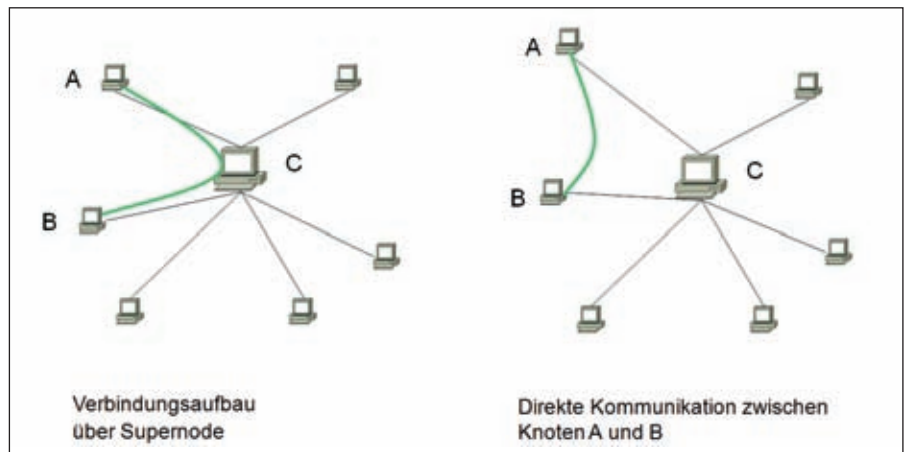 A
C
B
Verbindungsaufbau
über Supernode
A
B
C
Direkte Kommunikation zwischen
Knoten A und B